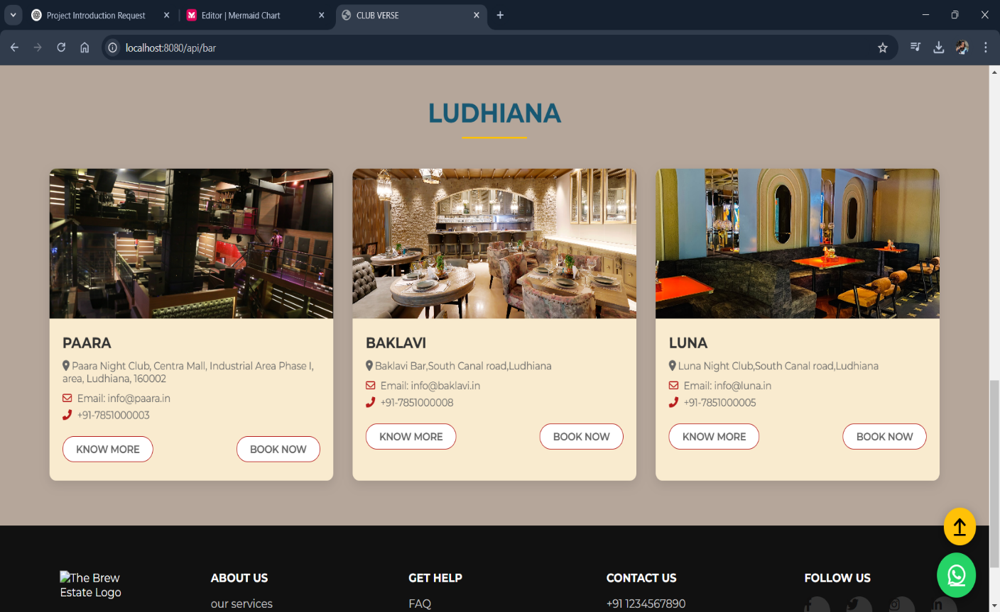 Project Introduction Request
Editor | Mermaid Chart
CLUB VERSE
localhost:8080/api/bar
LUDHIANA
PAARA
Paara Night Club, Centra Mall, Industrial Area Phase I,
area, Ludhiana, 160002
Email: info@paara.in
+91-7851000003
KNOW MORE
BOOK NOW
BAKLAVI
Baklavi Bar,South Canal road,Ludhiana
Email: info@baklavi.in
+91-7851000008
KNOW MORE
BOOK NOW
LUNA
Luna Night Club,South Canal road,Ludhiana
Email: info@luna.in
+91-7851000005
KNOW MORE
BOOK NOW
The Brew
Estate Logo
ABOUT US
our services
GET HELP
FAQ
CONTACT US
+91 1234567890
FOLLOW US